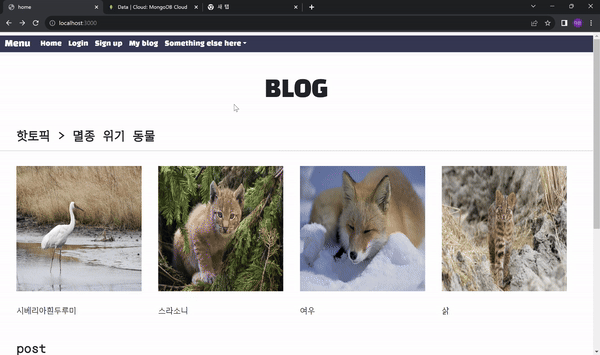 home
Data | Cloud: MongoDB Cloud
새 탭
localhost:3000
Menu Home Login Sign up My blog Something else here
BLOG
핫토픽 > 멸종 위기 동물
시베리아흰두루미
스라소니
여우
삵
post